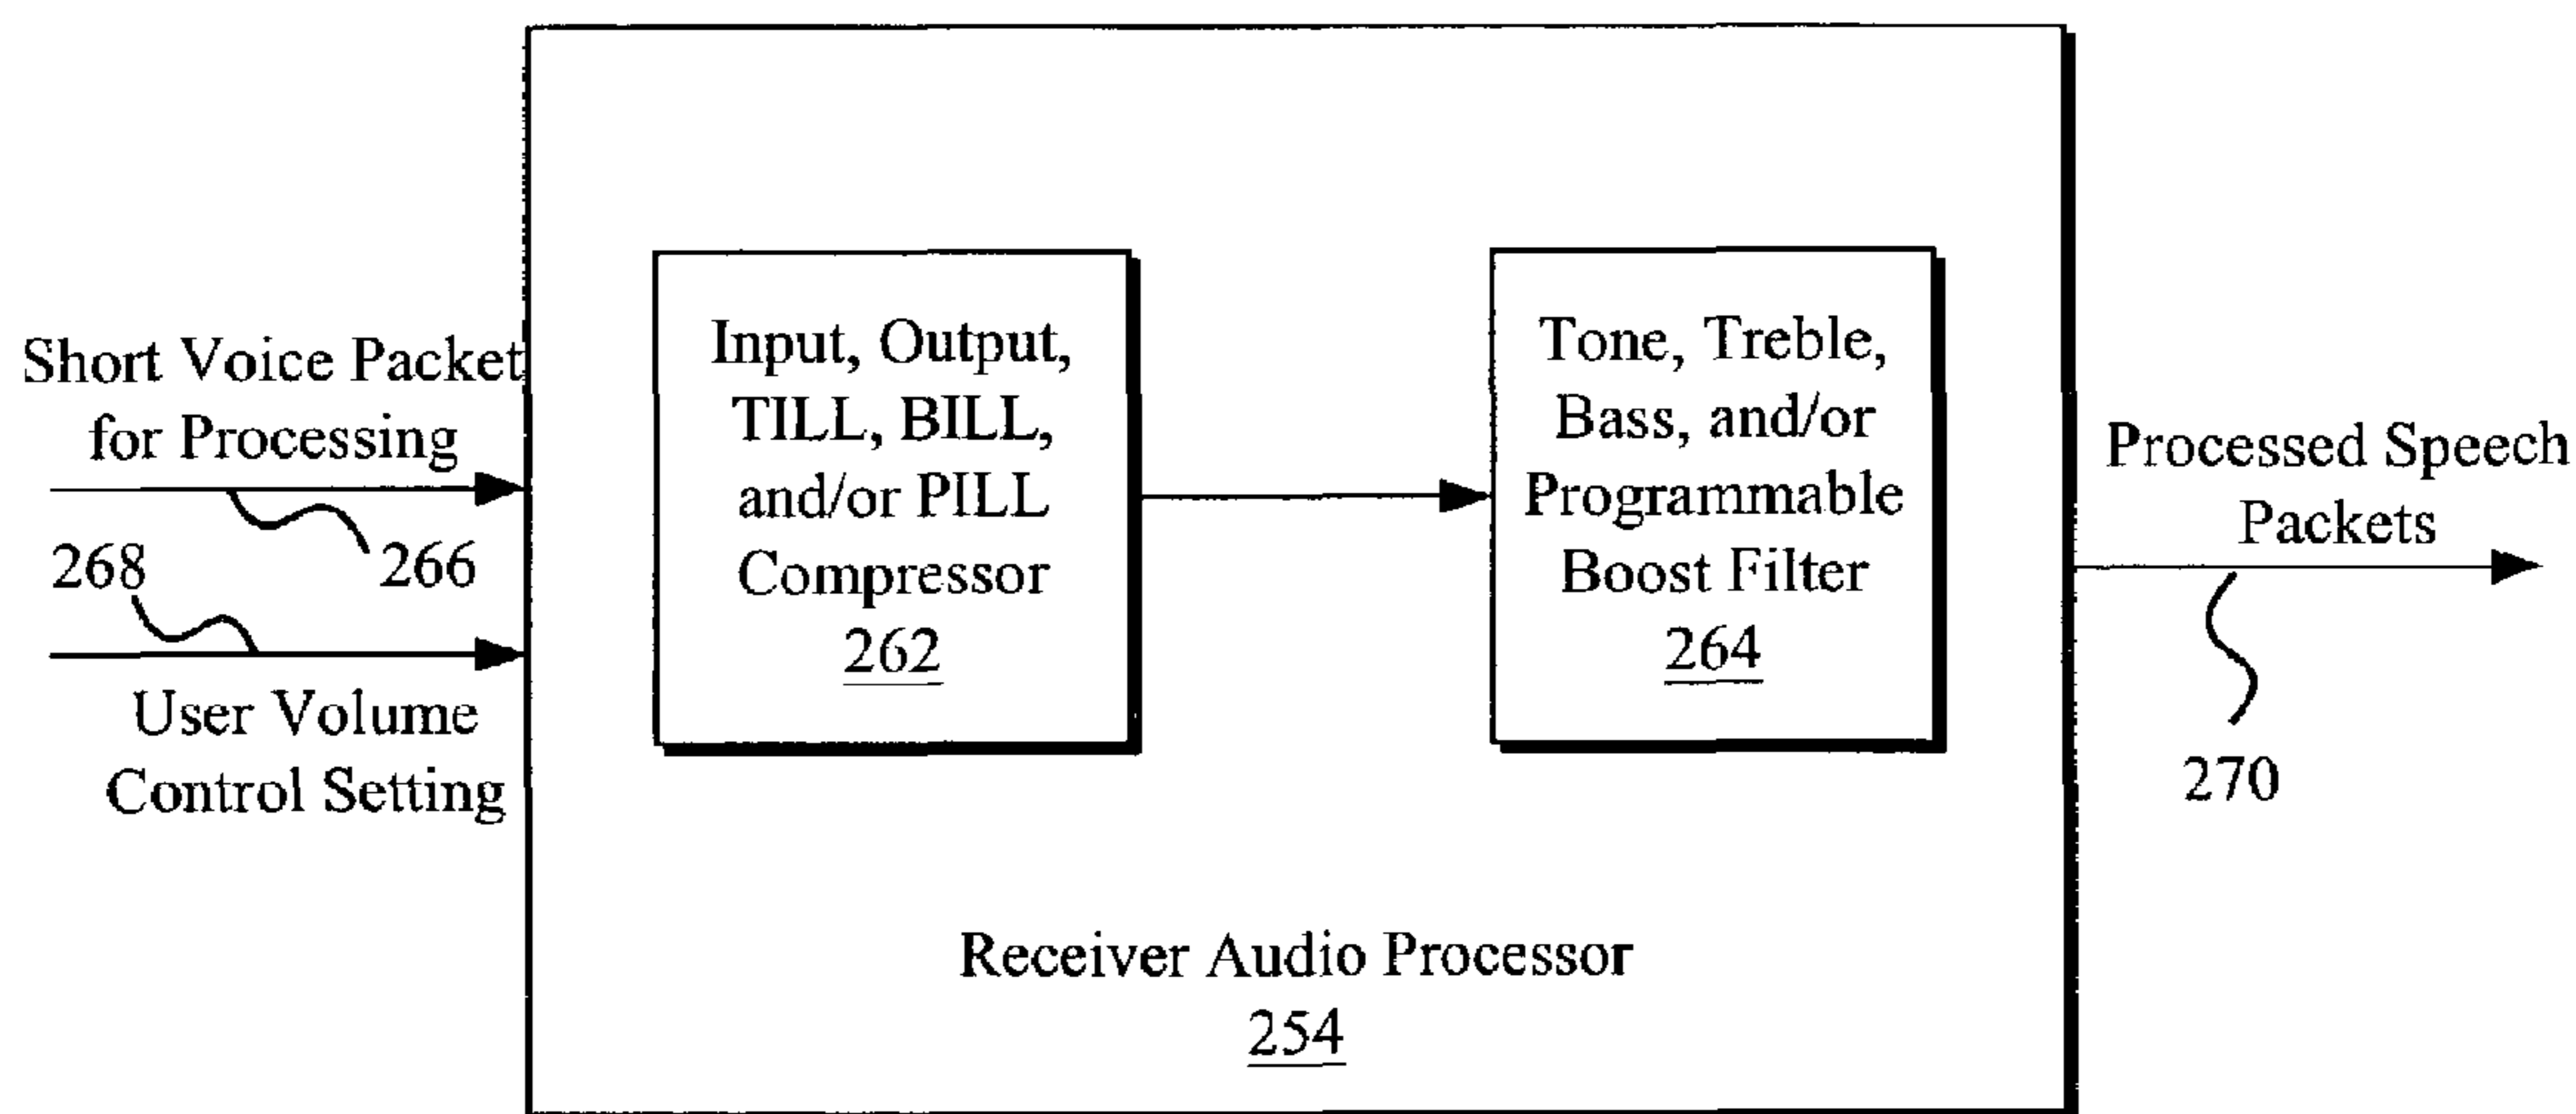 Short Voice Packet
for Processing
266
268
User Volume
Control Setting
Input, Output,
TILL, BILL,
and/or PILL
Compressor
262
Tone, Treble,
Bass, and/or
Programmable
Boost Filter
264
Receiver Audio Processor
254
Processed Speech
Packets
270